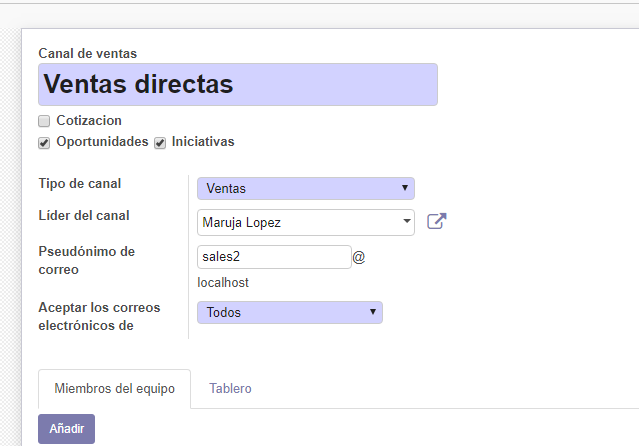 Canal de ventas
Ventas directas
Cotizacion
Oportunidades Iniciativas
Tipo de canal Ventas
Líder del canal Maruja Lopez
Pseudónimo de sales2@
correo
localhost
Aceptar los correos Todos
electrónicos de
Miembros del equipo Tablero
Añadir